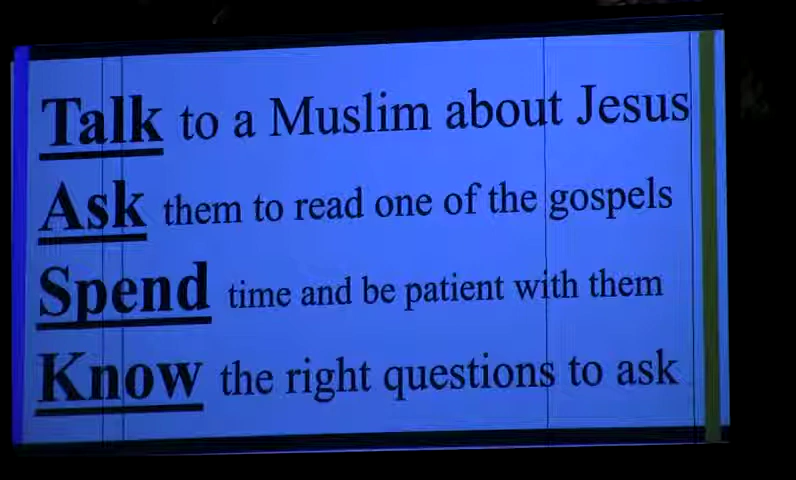 Talk to a Muslim about Jesus
Ask them to read one of the gospels
Spend time and be patient with them
Know the right questions to ask